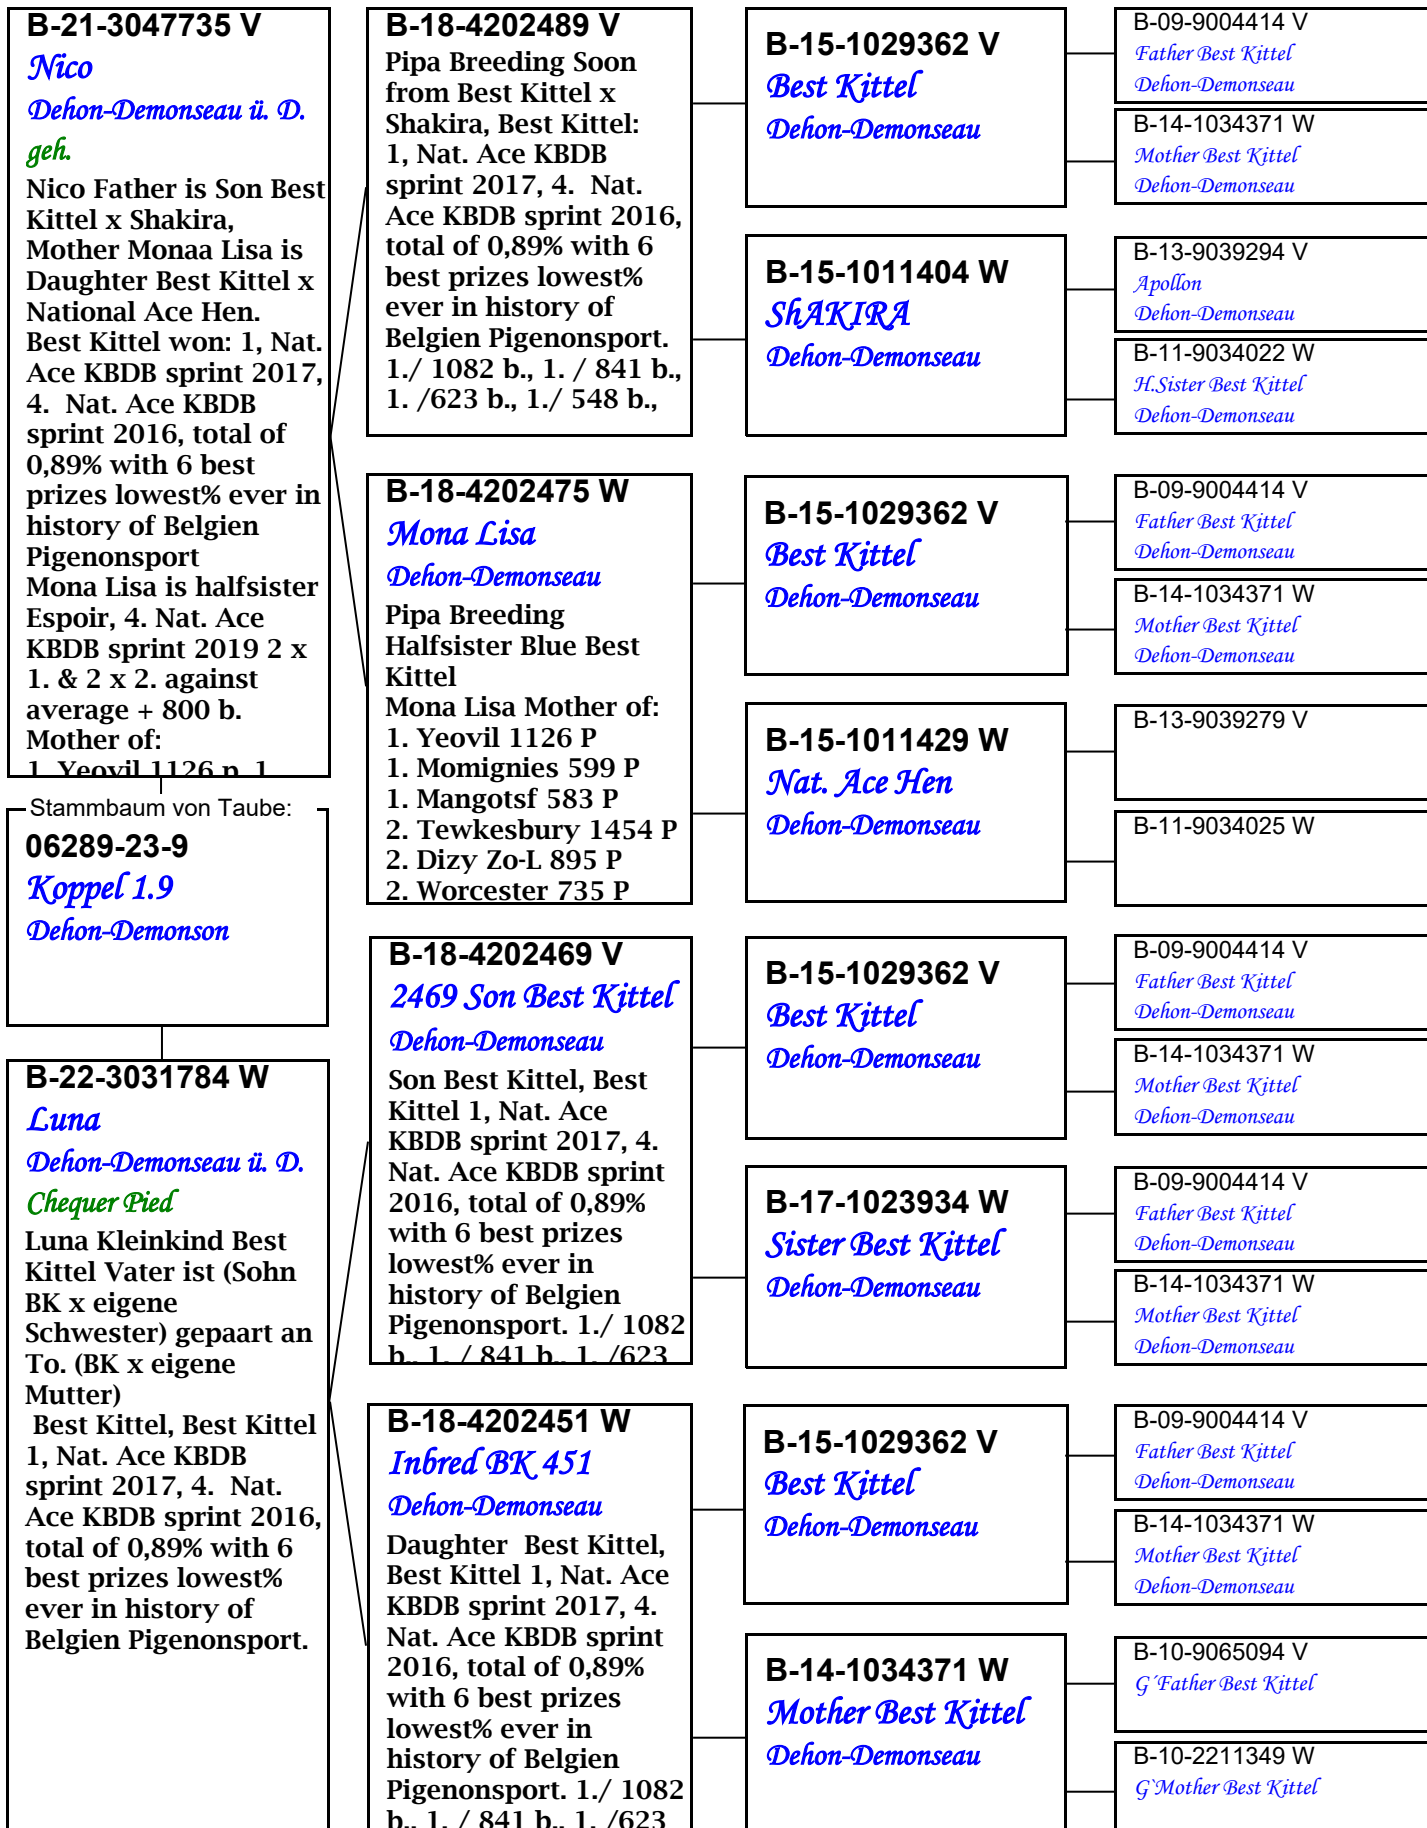 B-21-3047735 V
Nico
Dehon-Demonseau ü. D.
geh.
Nico Father is Son Best
Kittel x Shakira,
Mother Monaa Lisa is
Daughter Best Kittel x
National Ace Hen.
Best Kittel won: 1, Nat.
Ace KBDB sprint 2017,
4.  Nat. Ace KBDB
sprint 2016, total of
0,89% with 6 best
prizes lowest% ever in
history of Belgien
Pigenonsport
Mona Lisa is halfsister
Espoir, 4. Nat. Ace
KBDB sprint 2019 2 x
1. & 2 x 2. against
average + 800 b.
Mother of:
1. Yeovil 1126 p, 1
Stammbaum von Taube:
06289-23-9
Koppel 1.9
Dehon-Demonson
B-22-3031784 W
Luna
Dehon-Demonseau ü. D.
Chequer Pied
Luna Kleinkind Best
Kittel Vater ist (Sohn
BK x eigene
Schwester) gepaart an
To. (BK x eigene
Mutter)
Best Kittel, Best Kittel
1, Nat. Ace KBDB
sprint 2017, 4.  Nat.
Ace KBDB sprint 2016,
total of 0,89% with 6
best prizes lowest%
ever in history of
Belgien Pigenonsport.
B-18-4202489 V
Pipa Breeding Soon
from Best Kittel x
Shakira, Best Kittel:
1, Nat. Ace KBDB
sprint 2017, 4.  Nat.
Ace KBDB sprint 2016,
total of 0,89% with 6
best prizes lowest%
ever in history of
Belgien Pigenonsport.
1./ 1082 b., 1. / 841 b.,
1. /623 b., 1./ 548 b.,
B-18-4202475 W
Mona Lisa
Dehon-Demonseau
Pipa Breeding
Halfsister Blue Best
Kittel
Mona Lisa Mother of:
1. Yeovil 1126 P
1. Momignies 599 P
1. Mangotsf 583 P
2. Tewkesbury 1454 P
2. Dizy Zo-L 895 P
2. Worcester 735 P
B-18-4202469 V
2469 Son Best Kittel
Dehon-Demonseau
Son Best Kittel, Best
Kittel 1, Nat. Ace
KBDB sprint 2017, 4.
Nat. Ace KBDB sprint
2016, total of 0,89%
with 6 best prizes
lowest% ever in
history of Belgien
Pigenonsport. 1./ 1082
b., 1. / 841 b., 1. /623
B-18-4202451 W
Inbred BK 451
Dehon-Demonseau
Daughter  Best Kittel,
Best Kittel 1, Nat. Ace
KBDB sprint 2017, 4.
Nat. Ace KBDB sprint
2016, total of 0,89%
with 6 best prizes
lowest% ever in
history of Belgien
Pigenonsport. 1./ 1082
b., 1. / 841 b., 1. /623
B-15-1029362 V
Best Kittel
Dehon-Demonseau
B-15-1011404 W
ShAKIRA
Dehon-Demonseau
B-15-1029362 V
Best Kittel
Dehon-Demonseau
B-15-1011429 W
Nat. Ace Hen
Dehon-Demonseau
B-15-1029362 V
Best Kittel
Dehon-Demonseau
B-17-1023934 W
Sister Best Kittel
Dehon-Demonseau
B-15-1029362 V
Best Kittel
Dehon-Demonseau
B-14-1034371 W
Mother Best Kittel
Dehon-Demonseau
B-09-9004414 V
Father Best Kittel
Dehon-Demonseau
B-14-1034371 W
Mother Best Kittel
Dehon-Demonseau
B-13-9039294 V
Apollon
Dehon-Demonseau
B-11-9034022 W
H.Sister Best Kittel
Dehon-Demonseau
B-09-9004414 V
Father Best Kittel
Dehon-Demonseau
B-14-1034371 W
Mother Best Kittel
Dehon-Demonseau
B-13-9039279 V
B-11-9034025 W
B-09-9004414 V
Father Best Kittel
Dehon-Demonseau
B-14-1034371 W
Mother Best Kittel
Dehon-Demonseau
B-09-9004414 V
Father Best Kittel
Dehon-Demonseau
B-14-1034371 W
Mother Best Kittel
Dehon-Demonseau
B-09-9004414 V
Father Best Kittel
Dehon-Demonseau
B-14-1034371 W
Mother Best Kittel
Dehon-Demonseau
B-10-9065094 V
G´Father Best Kittel
B-10-2211349 W
G`Mother Best Kittel